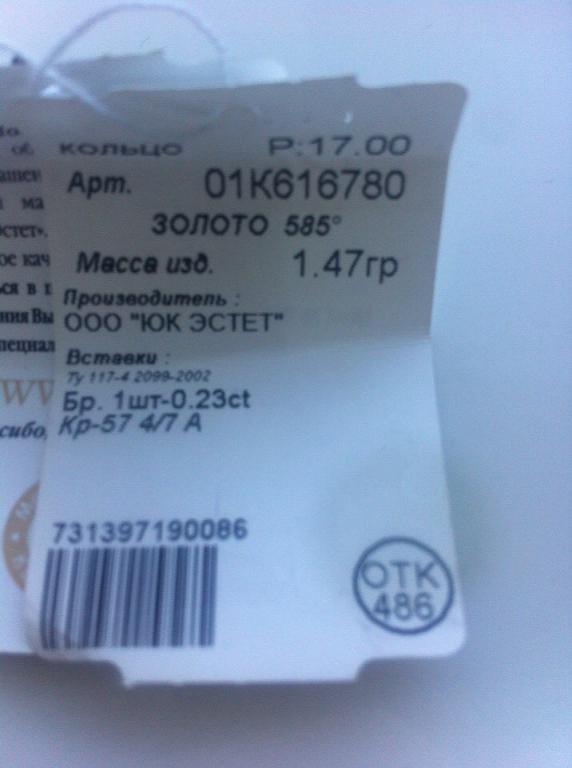 КОЛЬЦО Р:17.00
Арт. 01К616780
ЗОЛОТО 585°
Масса изд. 1.47гр
Производитель :
ООО "ЮК ЭСТЕТ"
Вставки :
Ту 117-4.2099-2002
Бр. 1шт-0.23ct
Кр-57 4/7 А
731397190086
ОТК
486